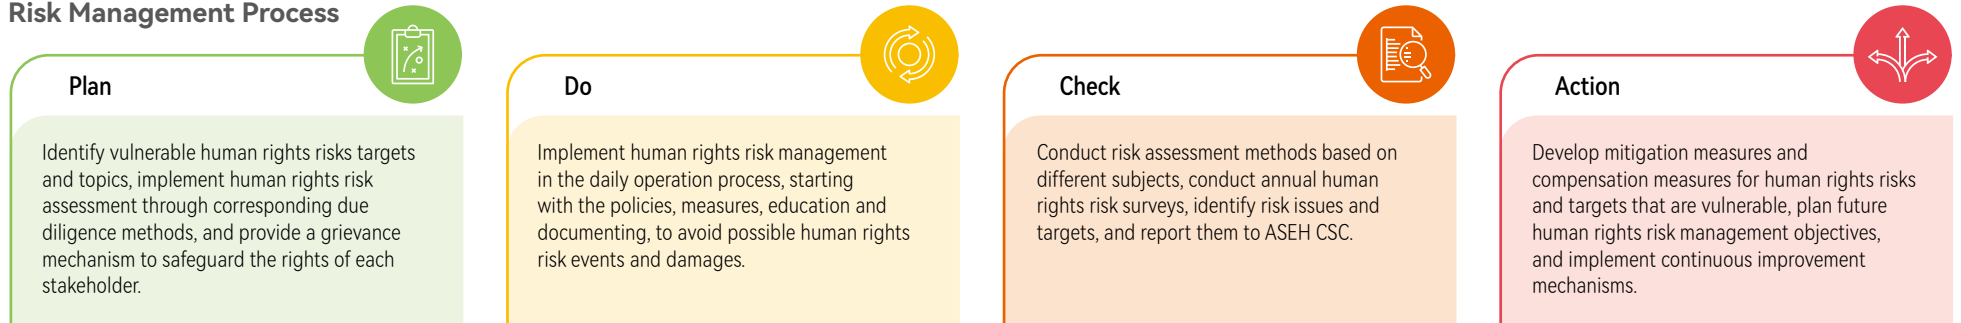 Risk Management Process
Plan
Identify vulnerable human rights risks targets
and topics, implement human rights risk
assessment through corresponding due
diligence methods, and provide a grievance
mechanism to safeguard the rights of each
stakeholder.
Do
Implement human rights risk management
in the daily operation process, starting
with the policies, measures, education and
documenting, to avoid possible human rights
risk events and damages.
Check
Conduct risk assessment methods based on
different subjects, conduct annual human
rights risk surveys, identify risk issues and
targets, and report them to ASEH CSC.
Action
Develop mitigation measures and
compensation measures for human rights risks
and targets that are vulnerable, plan future
human rights risk management objectives,
and implement continuous improvement
mechanisms.